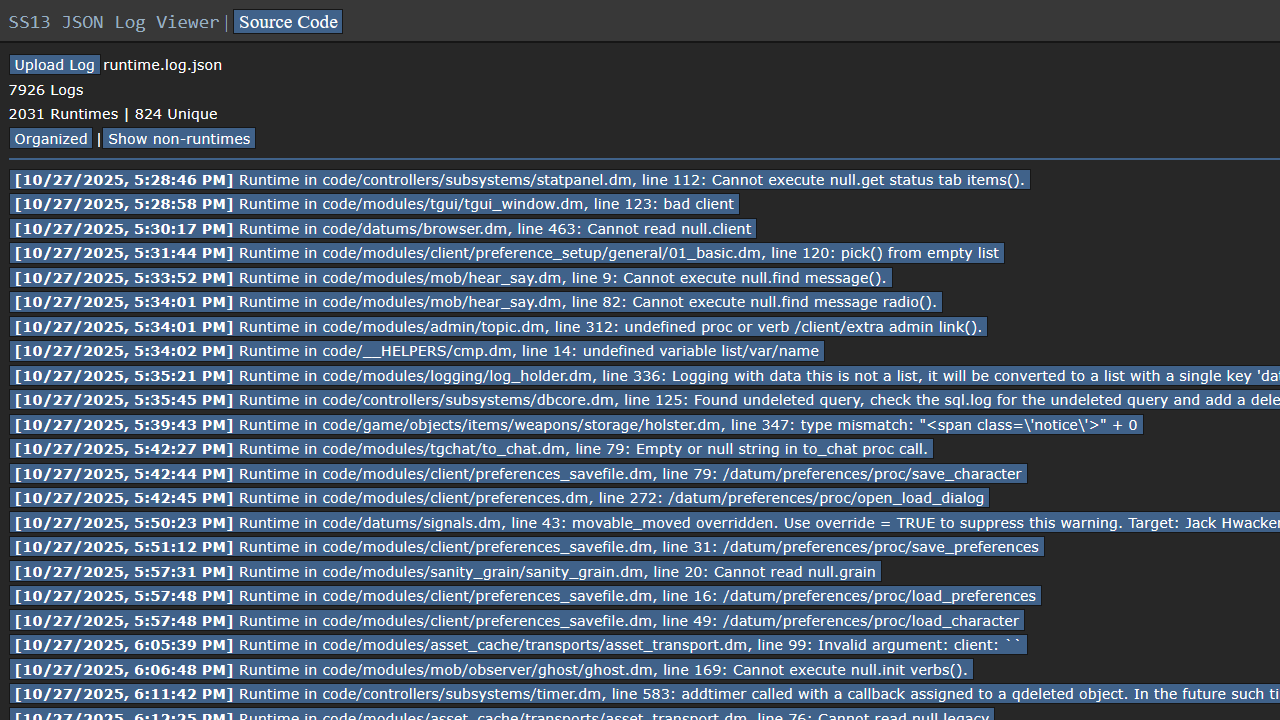 SS13 JSON Log Viewer | Source Code
Upload Log runtime.log.json
7926 Logs
2031 Runtimes | 824 Unique
Organized | Show non-runtimes
[10/27/2025, 5:28:46 PM] Runtime in code/controllers/subsystems/statpanel.dm, line 112: Cannot execute null.get status tab items().
[10/27/2025, 5:28:58 PM] Runtime in code/modules/tgui/tgui_window.dm, line 123: bad client
[10/27/2025, 5:30:17 PM] Runtime in code/datums/browser.dm, line 463: Cannot read null.client
[10/27/2025, 5:31:44 PM] Runtime in code/modules/client/preference_setup/general/01_basic.dm, line 120: pick() from empty list
[10/27/2025, 5:33:52 PM] Runtime in code/modules/mob/hear_say.dm, line 9: Cannot execute null.find message().
[10/27/2025, 5:34:01 PM] Runtime in code/modules/mob/hear_say.dm, line 82: Cannot execute null.find message radio().
[10/27/2025, 5:34:01 PM] Runtime in code/modules/admin/topic.dm, line 312: undefined proc or verb /client/extra admin link().
[10/27/2025, 5:34:02 PM] Runtime in code/__HELPERS/cmp.dm, line 14: undefined variable list/var/name
[10/27/2025, 5:35:21 PM] Runtime in code/modules/logging/log_holder.dm, line 336: Logging with data this is not a list, it will be converted to a list with a single key 'dat
[10/27/2025, 5:35:45 PM] Runtime in code/controllers/subsystems/dbcore.dm, line 125: Found undeleted query, check the sql.log for the undeleted query and add a dele
[10/27/2025, 5:39:43 PM] Runtime in code/game/objects/items/weapons/storage/holster.dm, line 347: type mismatch: "<span class=\'notice\'>" + 0
[10/27/2025, 5:42:27 PM] Runtime in code/modules/tgchat/to_chat.dm, line 79: Empty or null string in to_chat proc call.
[10/27/2025, 5:42:44 PM] Runtime in code/modules/client/preferences_savefile.dm, line 79: /datum/preferences/proc/save_character
[10/27/2025, 5:42:45 PM] Runtime in code/modules/client/preferences.dm, line 272: /datum/preferences/proc/open_load_dialog
[10/27/2025, 5:50:23 PM] Runtime in code/datums/signals.dm, line 43: movable_moved overridden. Use override = TRUE to suppress this warning. Target: Jack Hwacker
[10/27/2025, 5:51:12 PM] Runtime in code/modules/client/preferences_savefile.dm, line 31: /datum/preferences/proc/save_preferences
[10/27/2025, 5:57:31 PM] Runtime in code/modules/sanity_grain/sanity_grain.dm, line 20: Cannot read null.grain
[10/27/2025, 5:57:48 PM] Runtime in code/modules/client/preferences_savefile.dm, line 16: /datum/preferences/proc/load_preferences
[10/27/2025, 5:57:48 PM] Runtime in code/modules/client/preferences_savefile.dm, line 49: /datum/preferences/proc/load_character
[10/27/2025, 6:05:39 PM] Runtime in code/modules/asset_cache/transports/asset_transport.dm, line 99: Invalid argument: client: ``
[10/27/2025, 6:06:48 PM] Runtime in code/modules/mob/observer/ghost/ghost.dm, line 169: Cannot execute null.init verbs().
[10/27/2025, 6:11:42 PM] Runtime in code/controllers/subsystems/timer.dm, line 583: addtimer called with a callback assigned to a qdeleted object. In the future such ti
[10/27/2025, 6:12:25 PM] Runtime in code/modules/asset_cache/transports/asset_transport.dm, line 76: Cannot read null.legacy